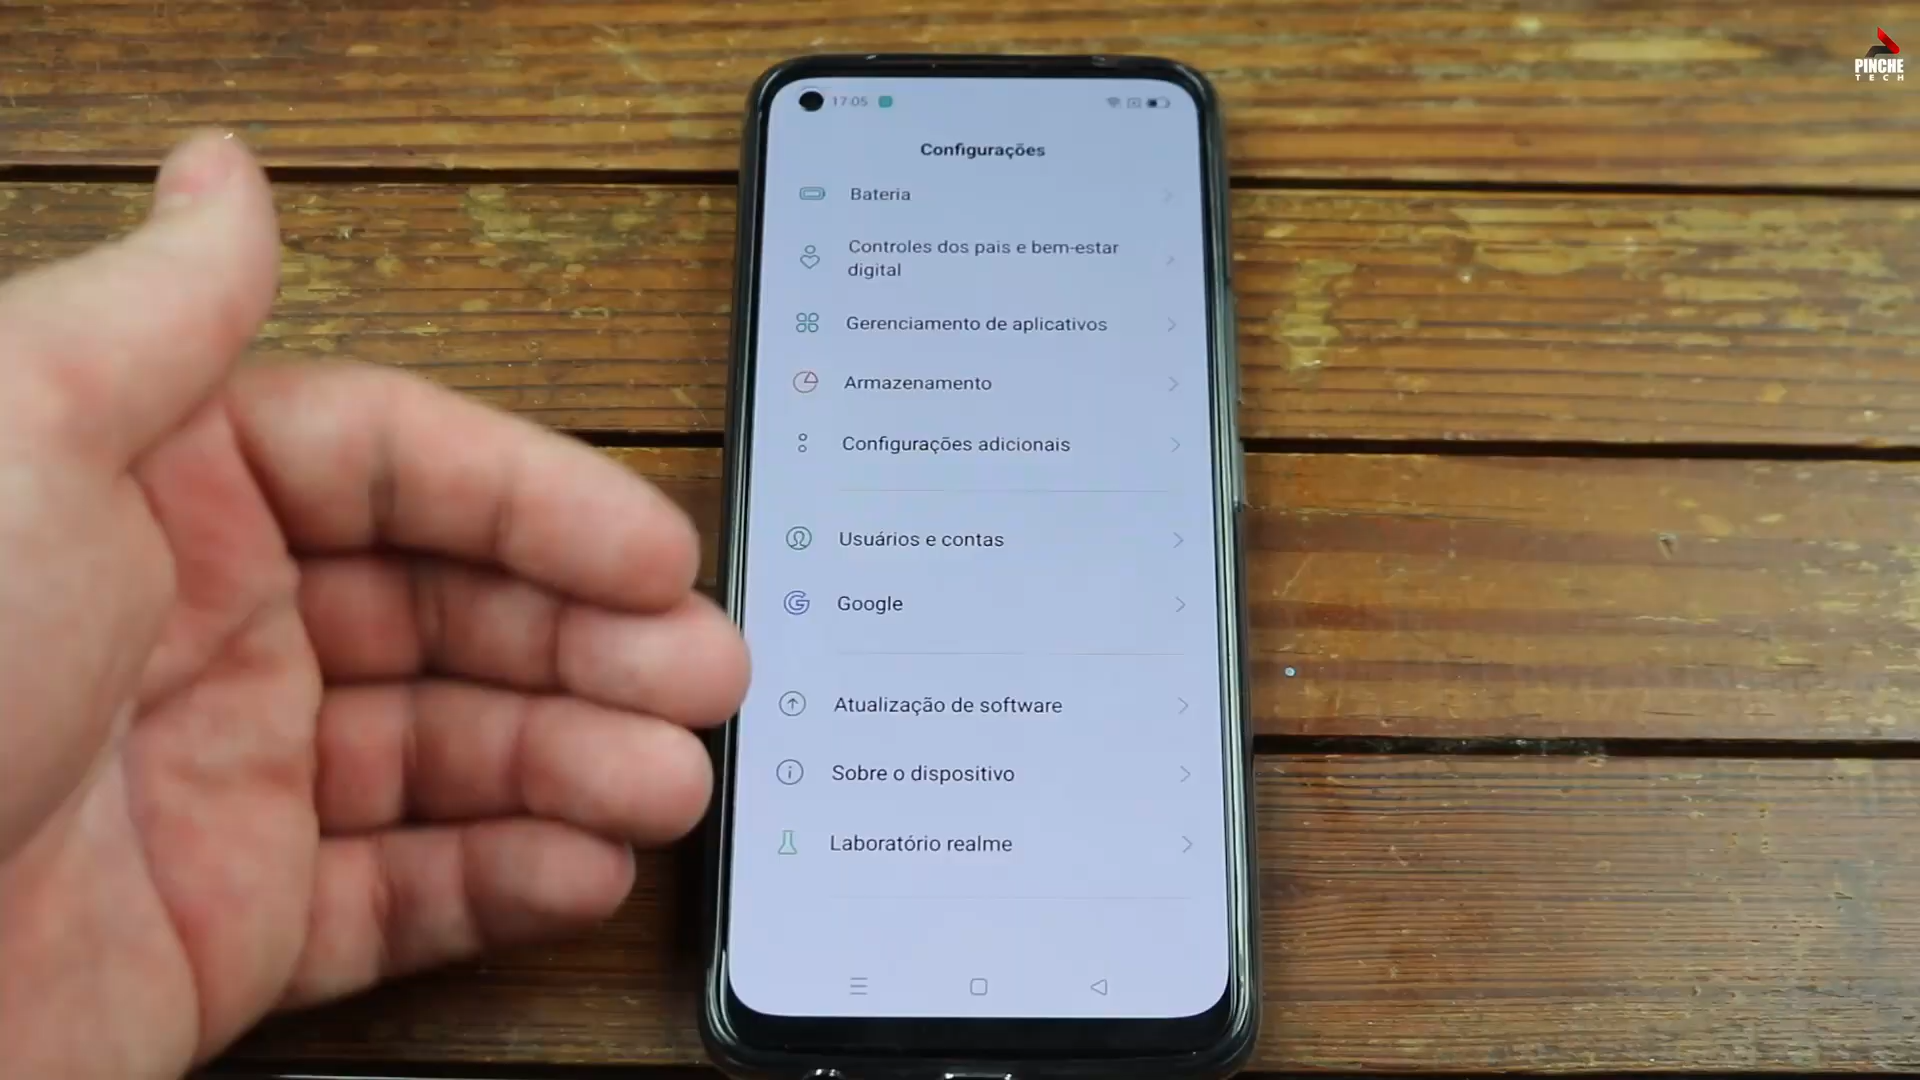 PINCHE
TECH
17:05
Configurações
Bateria
Controles dos pais e bem-estar
digital
Gerenciamento de aplicativos
Armazenamento
Configurações adicionais
Usuários e contas
Google
Atualização de software
Sobre o dispositivo
Laboratório realme